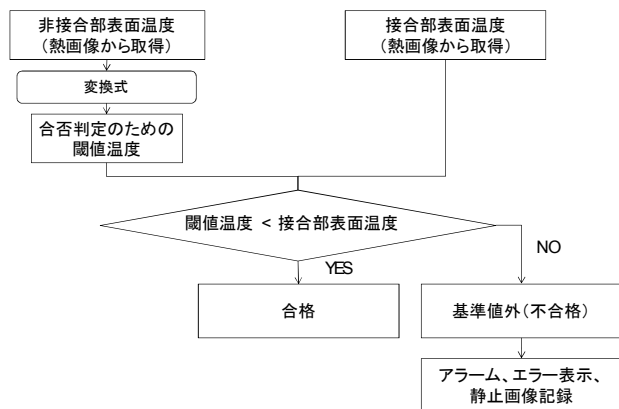 非接合部表面温度
（熱画像から取得）
接合部表面温度
（熱画像から取得）
変換式
合否判定のための
閾値温度
閾値温度 < 接合部表面温度
YES
NO
合格
基準値外（不合格）
アラーム、エラー表示、
静止画像記録